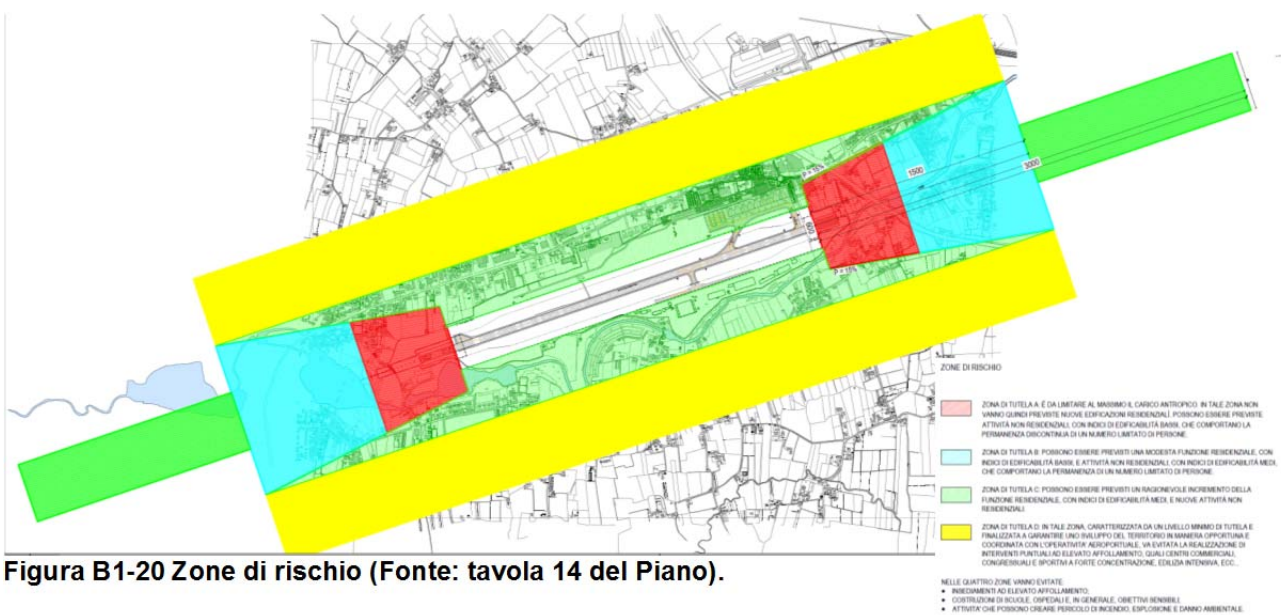 P = 15%
1500
3000
600
P = 15%
ZONE DI RISCHIO
ZONA DI TUTELA A: È DA LIMITARE AL MASSIMO IL CARICO ANTROPICO. IN TALE ZONA NON
VANNO QUINDI PREVISTE NUOVE EDIFICAZIONI RESIDENZIALI. POSSONO ESSERE PREVISTE
ATTIVITÀ NON RESIDENZIALI, CON INDICI DI EDIFICABILITÀ BASSI, CHE COMPORTANO LA
PERMANENZA DISCONTINUA DI UN NUMERO LIMITATO DI PERSONE.
ZONA DI TUTELA B: POSSONO ESSERE PREVISTI UNA MODESTA FUNZIONE RESIDENZIALE, CON
INDICI DI EDIFICABILITÀ BASSI, E ATTIVITÀ NON RESIDENZIALI, CON INDICI DI EDIFICABILITÀ MEDI,
CHE COMPORTANO LA PERMANENZA DI UN NUMERO LIMITATO DI PERSONE.
ZONA DI TUTELA C: POSSONO ESSERE PREVISTI UN RAGIONEVOLE INCREMENTO DELLA
FUNZIONE RESIDENZIALE, CON INDICI DI EDIFICABILITÀ MEDI, E NUOVE ATTIVITÀ NON
RESIDENZIALI.
ZONA DI TUTELA D: IN TALE ZONA, CARATTERIZZATA DA UN LIVELLO MINIMO DI TUTELA E
FINALIZZATA A GARANTIRE UNO SVILUPPO DEL TERRITORIO IN MANIERA OPPORTUNA E
COORDINATA CON L'OPERATIVITA' AEROPORTUALE, VA EVITATA LA REALIZZAZIONE DI
INTERVENTI PUNTUALI AD ELEVATO AFFOLLAMENTO, QUALI CENTRI COMMERCIALI,
CONGRESSUALI E SPORTIVI A FORTE CONCENTRAZIONE, EDILIZIA INTENSIVA, ECC...
NELLE QUATTRO ZONE VANNO EVITATE:
• INSEDIAMENTI AD ELEVATO AFFOLLAMENTO;
• COSTRUZIONI DI SCUOLE, OSPEDALI E, IN GENERALE, OBIETTIVI SENSIBILI;
• ATTIVITA' CHE POSSONO CREARE PERICOLO DI INCENDIO, ESPLOSIONE E DANNO AMBIENTALE.
Figura B1-20 Zone di rischio (Fonte: tavola 14 del Piano).